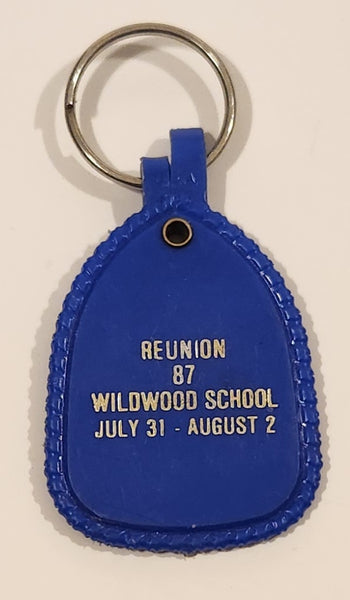 REUNION
87
WILDWOOD SCHOOL
JULY 31 - AUGUST 2